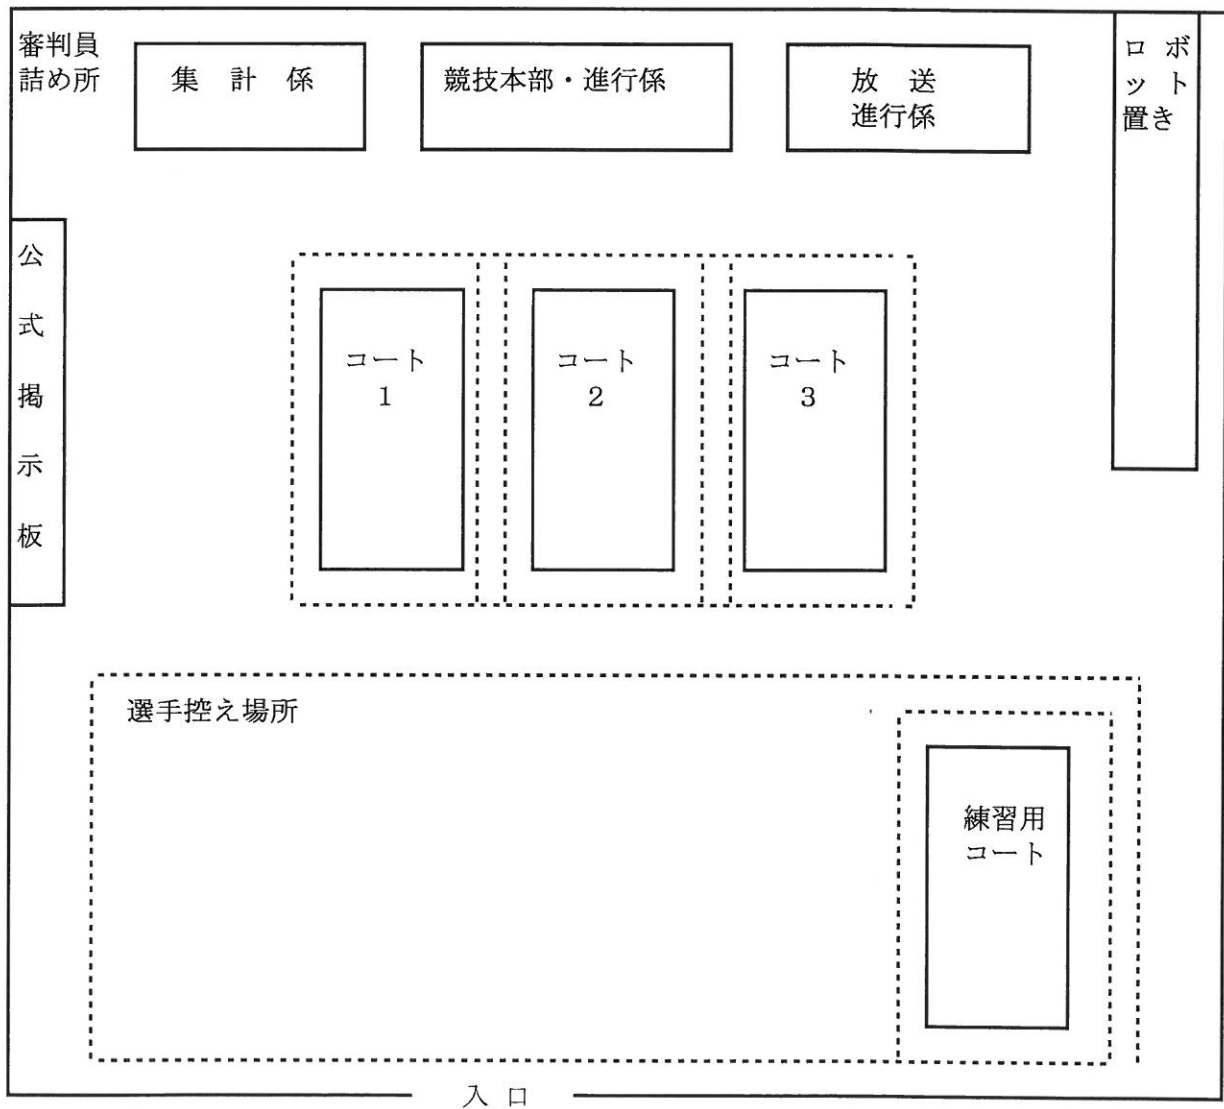 審判員
詰め所
集 計 係
競技本部・進行係
放 送
進行係
ロ ボ
ッ ト
置き
公
式
掲
示
板
コート
1
コート
2
コート
3
選手控え場所
練習用
コート
入 口